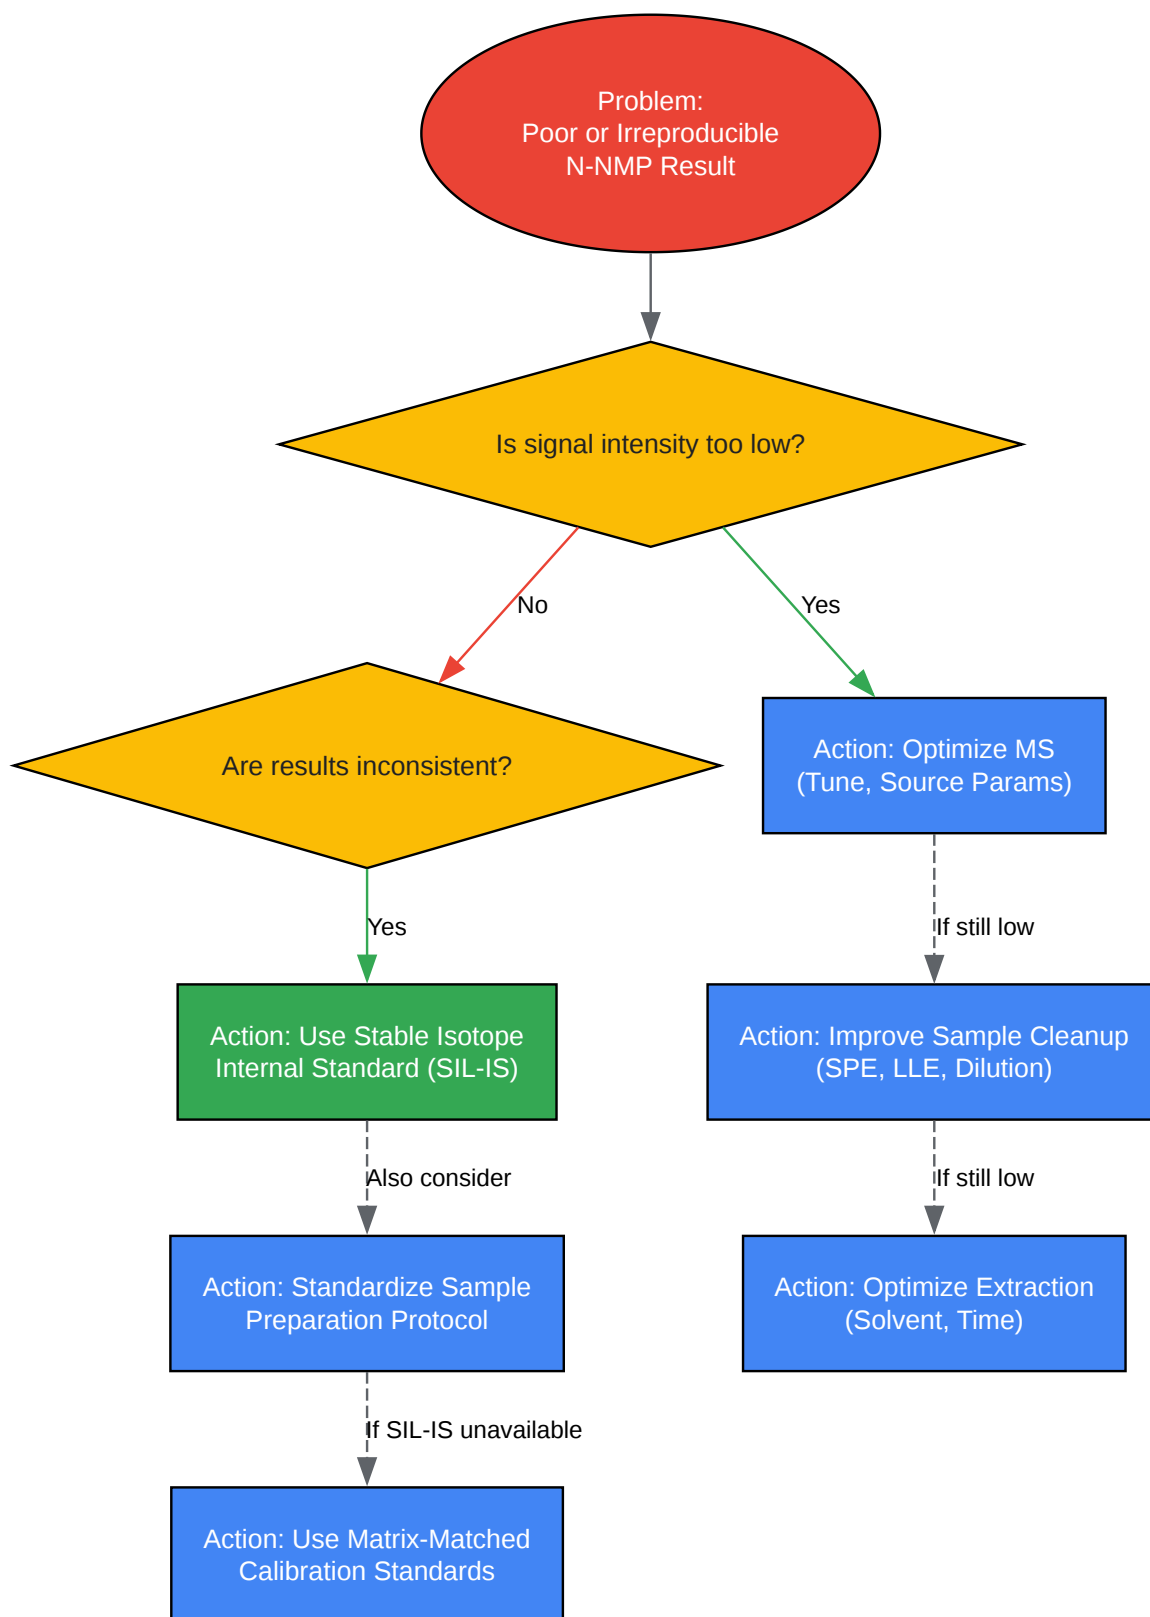 Problem:
Poor or Irreproducible
N-NMP Result
Is signal intensity too low?
No
Yes
Are results inconsistent?
Action: Optimize MS
(Tune, Source Params)
Yes
If still low
Action: Use Stable Isotope
Internal Standard (SIL-IS)
Action: Improve Sample Cleanup
(SPE, LLE, Dilution)
Also consider
If still low
Action: Standardize Sample
Preparation Protocol
Action: Optimize Extraction
(Solvent, Time)
If SIL-IS unavailable
Action: Use Matrix-Matched
Calibration Standards